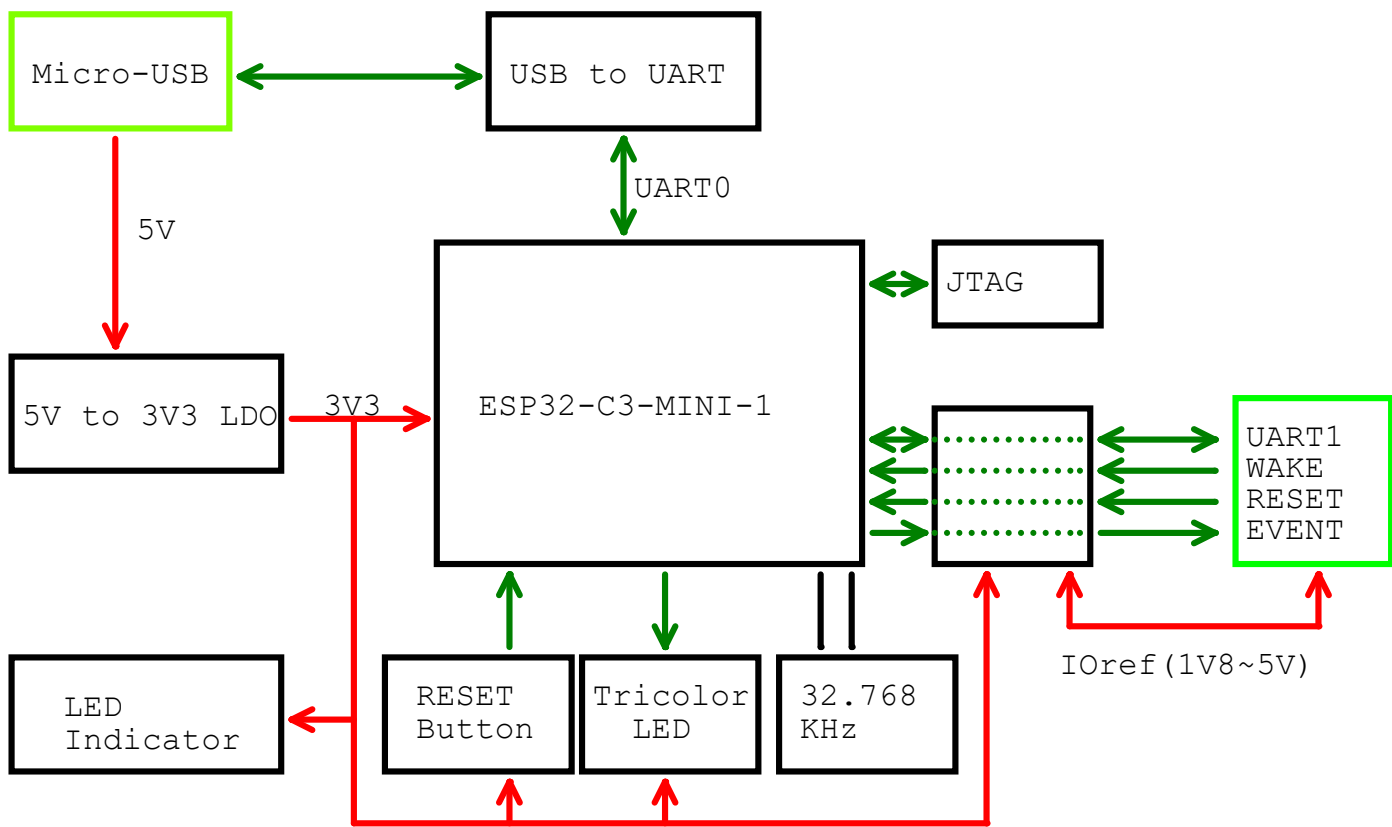 Micro-USB
USB to UART
UART0
5V
JTAG
5V to 3V3 LDO
3V3
ESP32-C3-MINI-1
UART1
WAKE
RESET
EVENT
IOref(1V8~5V)
LED
Indicator
RESET
Button
Tricolor
LED
32.768
KHz